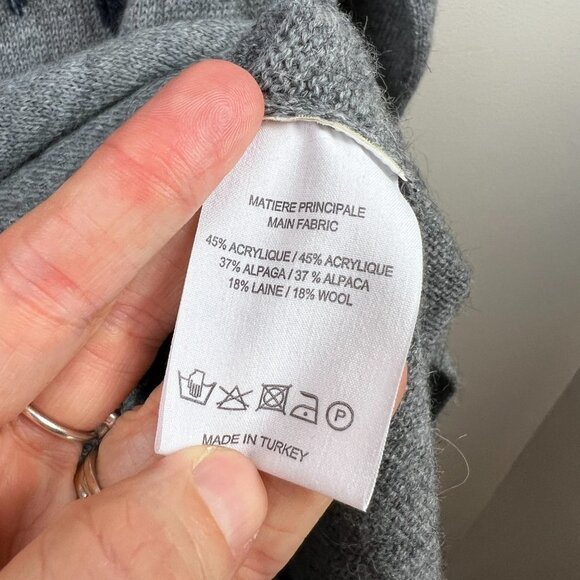 MATIERE PRINCIPALE
MAIN FABRIC
45% ACRYLIQUE / 45% ACRYLIQUE
37% ALPAGA / 37 % ALPACA
18% LAINE / 18% WOOL
P
MADE IN TURKEY